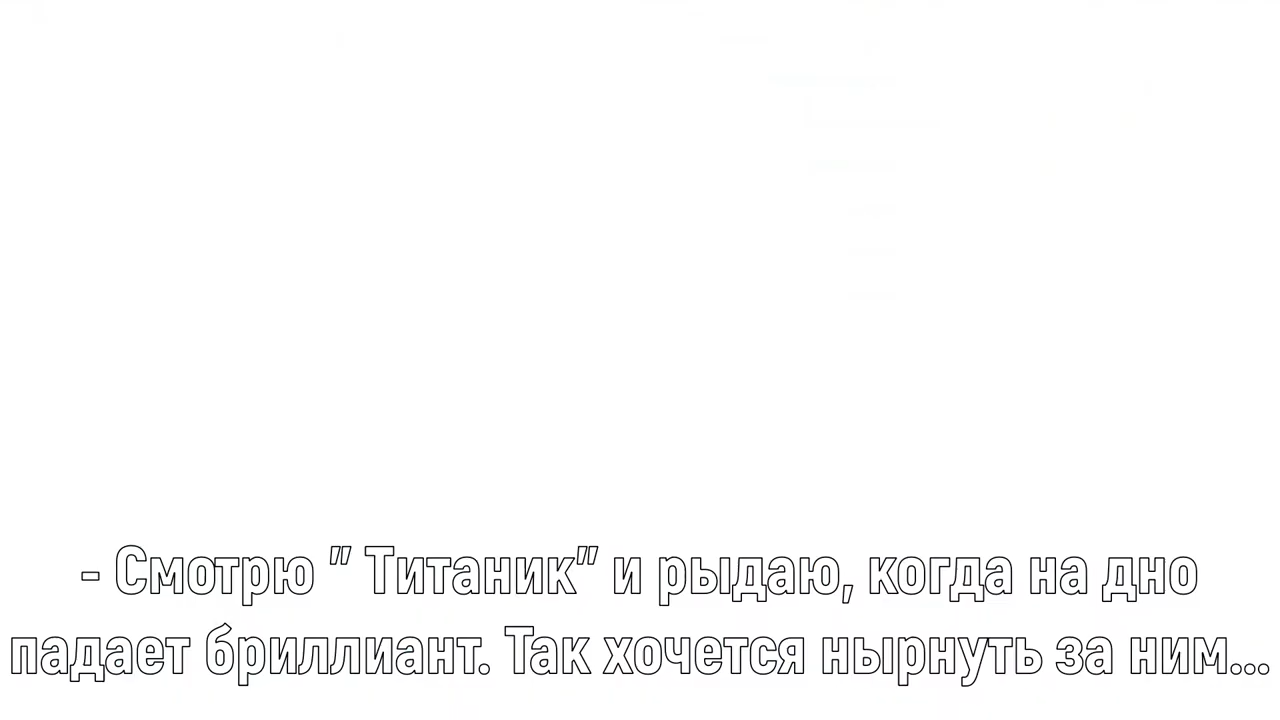 - Смотрю " Титаник" и рыдаю, когда на дно
падает бриллиант. Так хочется нырнуть за ним...